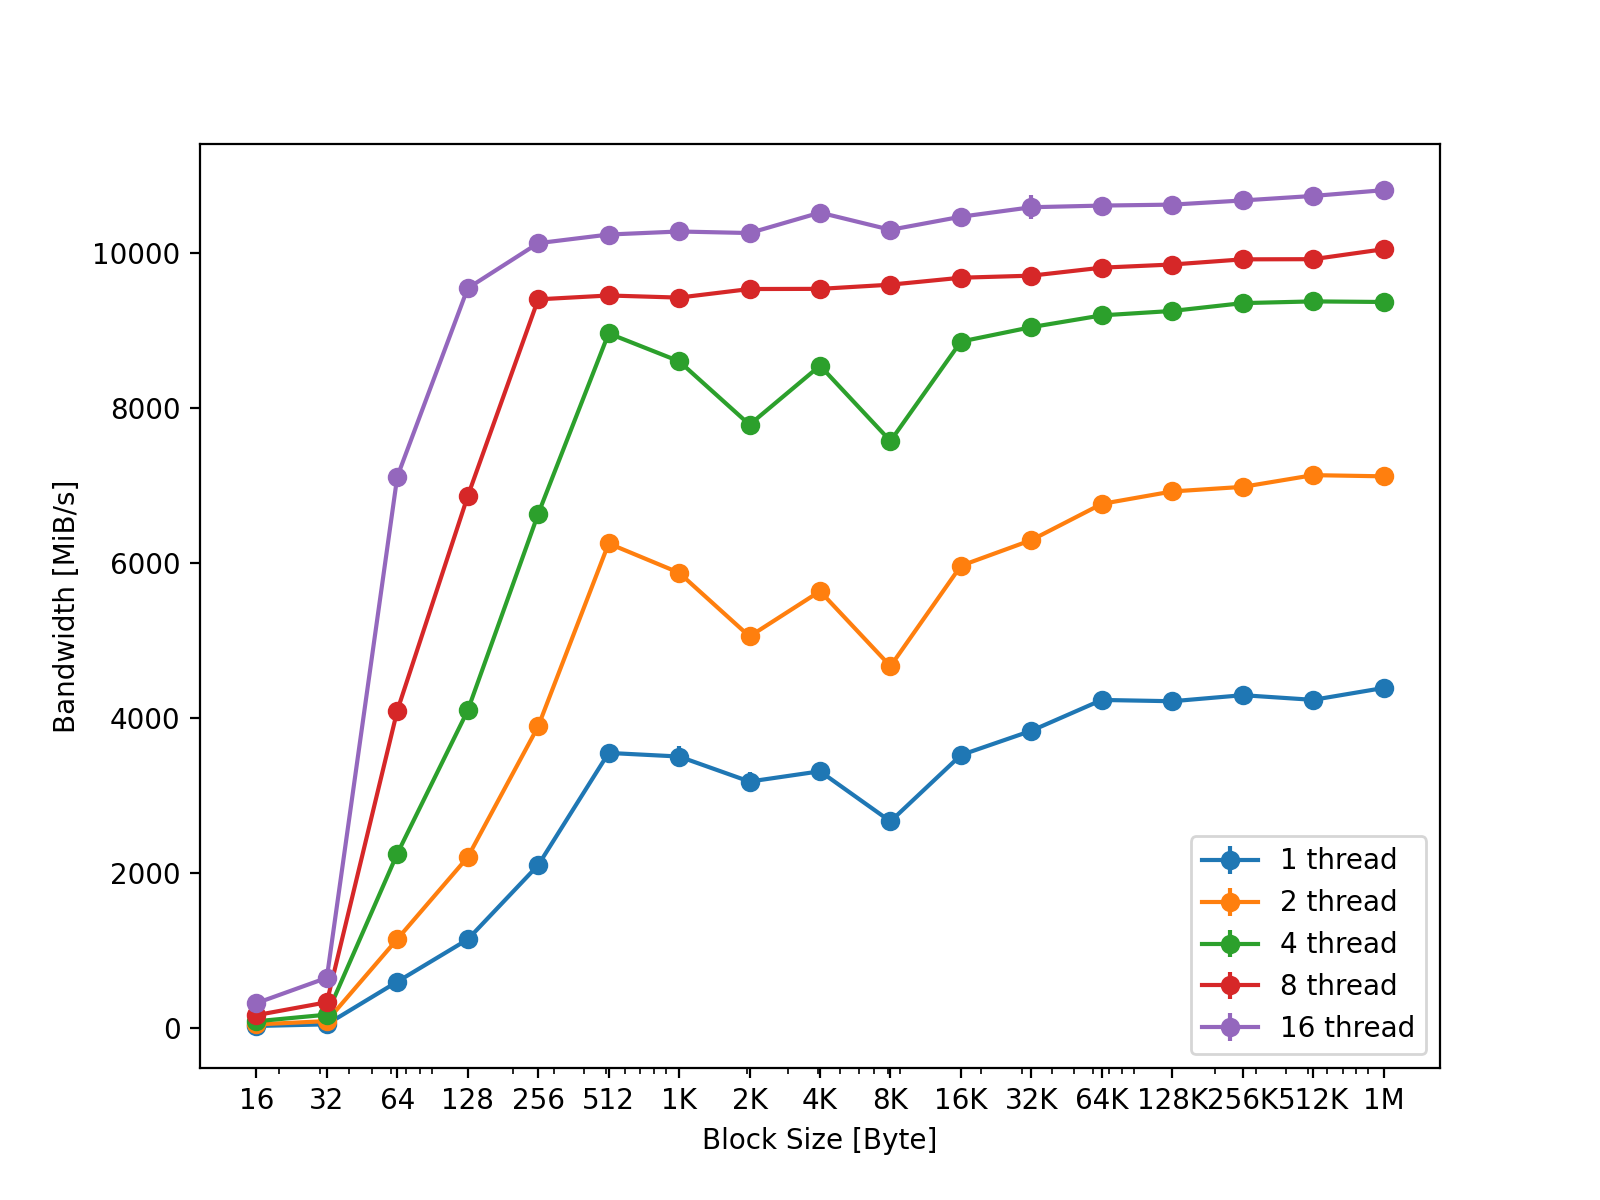 10000
8000
6000
4000
2000
0
Bandwidth [MiB/s]
16 32 64 128 256 512 1K 2K 4K 8K 16K 32K 64K 128K 256K 512K 1M
Block Size [Byte]
1 thread
2 thread
4 thread
8 thread
16 thread